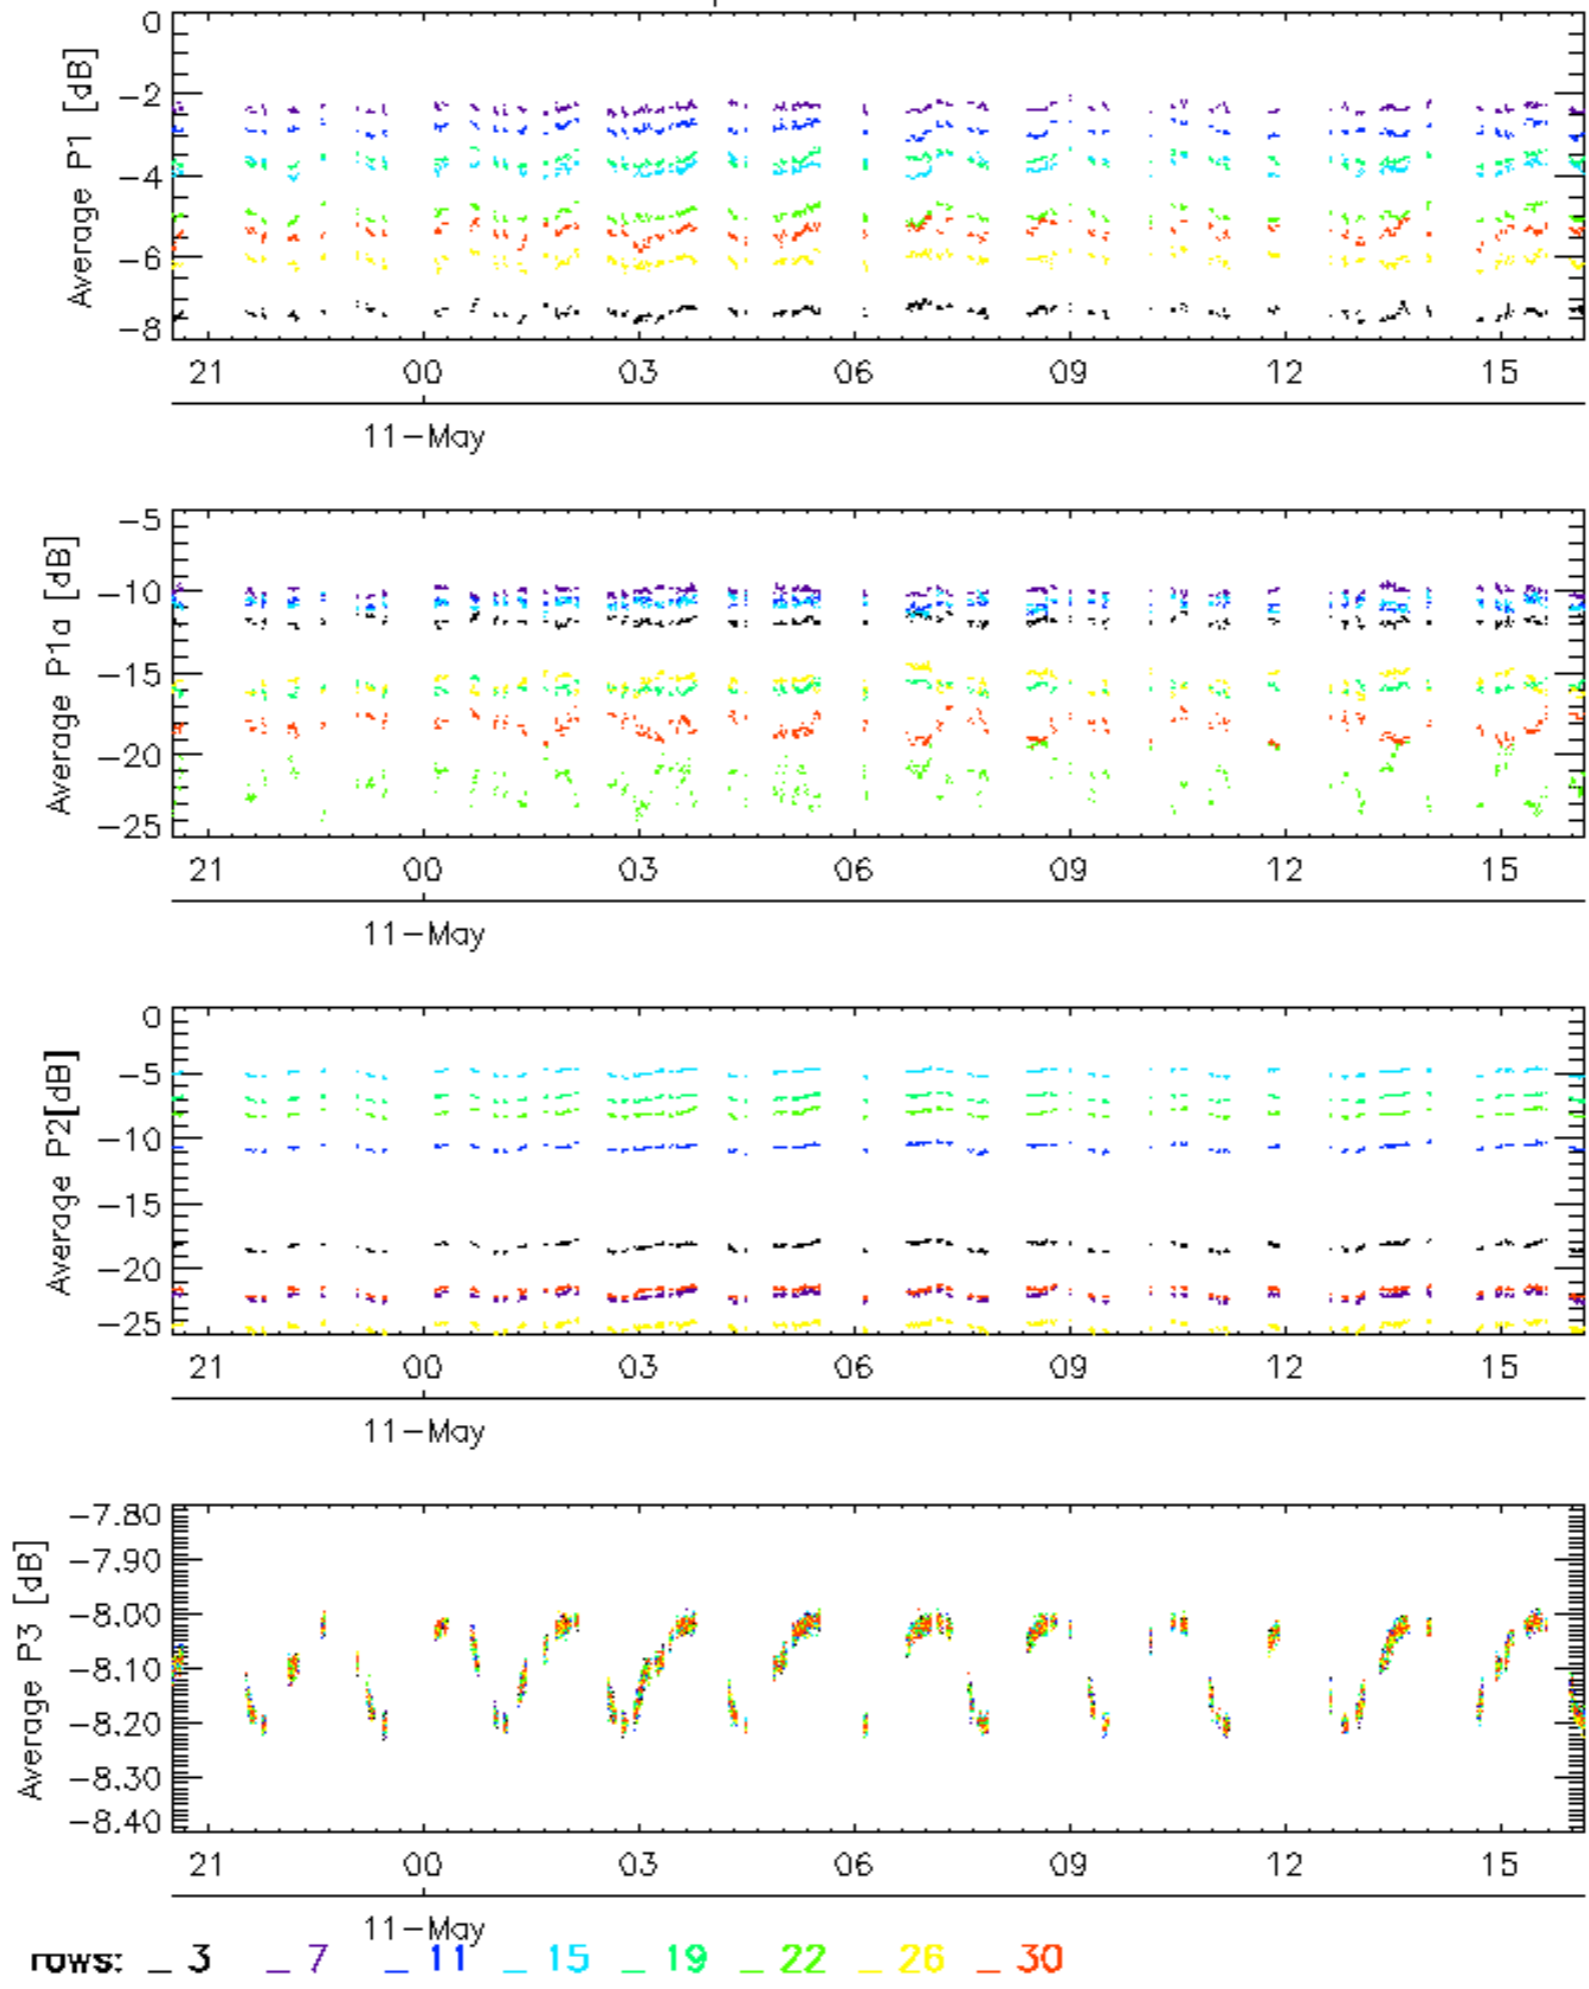 Average P1 [dB]
0
−2
−4
−6
−8
21 00 03 06 09 12 15
11−May
Average P1a [dB]
−5
−10
−15
−20
−25
21 00 03 06 09 12 15
11−May
Average P2[dB]
0
−5
−10
−15
−20
−25
21 00 03 06 09 12 15
11−May
Average P3 [dB]
−7.80
−7.90
−8.00
−8.10
−8.20
−8.30
−8.40
21 00 03 06 09 12 15
11−May
rows: _ 3 _ 7 _ 11 _ 15 _ 19 _ 22 _ 26 _ 30